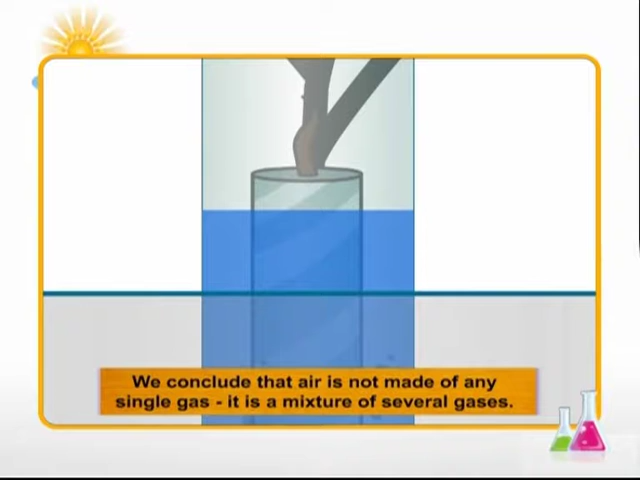 We conclude that air is not made of any
single gas - it is a mixture of several gases.